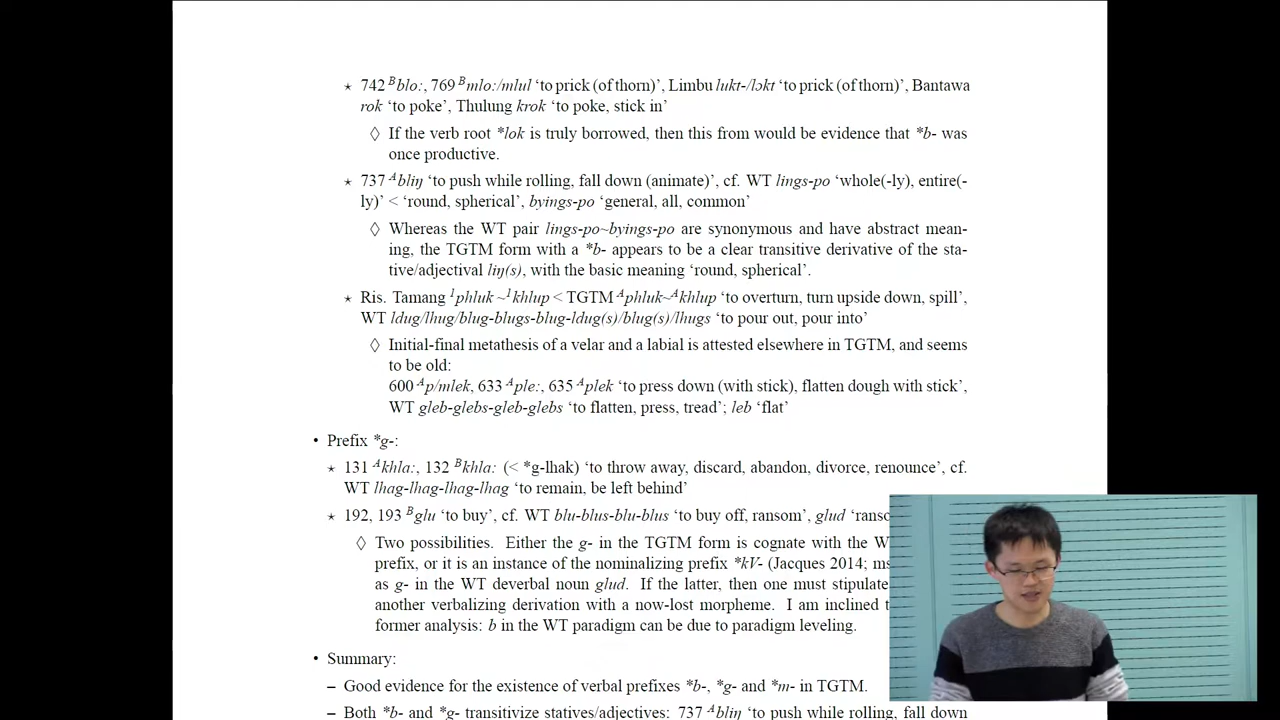 ⋆ 742 ᴮblo:, 769 ᴮmlo:/mlul ‘to prick (of thorn)’, Limbu lukt-/lɔkt ‘to prick (of thorn)’, Bantawa
rok ‘to poke’, Thulung krok ‘to poke, stick in’
◊ If the verb root *lok is truly borrowed, then this from would be evidence that *b- was
once productive.
⋆ 737 ᴬbliŋ ‘to push while rolling, fall down (animate)’, cf. WT lings-po ‘whole(-ly), entire(-
ly)’ < ‘round, spherical’, byings-po ‘general, all, common’
◊ Whereas the WT pair lings-po~byings-po are synonymous and have abstract mean-
ing, the TGTM form with a *b- appears to be a clear transitive derivative of the sta-
tive/adjectival liŋ(s), with the basic meaning ‘round, spherical’.
⋆ Ris. Tamang ¹phluk ~¹khlup < TGTM ᴬphluk~ᴬkhlup ‘to overturn, turn upside down, spill’,
WT ldug/lhug/blug-blugs-blug-ldug(s)/blug(s)/lhugs ‘to pour out, pour into’
◊ Initial-final metathesis of a velar and a labial is attested elsewhere in TGTM, and seems
to be old:
600 ᴬp/mlek, 633 ᴬple:, 635 ᴬplek ‘to press down (with stick), flatten dough with stick’,
WT gleb-glebs-gleb-glebs ‘to flatten, press, tread’; leb ‘flat’
• Prefix *g-:
⋆ 131 ᴬkhla:, 132 ᴮkhla: (< *g-lhak) ‘to throw away, discard, abandon, divorce, renounce’, cf.
WT lhag-lhag-lhag-lhag ‘to remain, be left behind’
⋆ 192, 193 ᴮglu ‘to buy’, cf. WT blu-blus-blu-blus ‘to buy off, ransom’, glud
◊ Two possibilities. Either the g- in the TGTM form is cognate with the
prefix, or it is an instance of the nominalizing prefix *kV- (Jacques 2014;
as g- in the WT deverbal noun glud. If the latter, then one must stipulate
another verbalizing derivation with a now-lost morpheme. I am inclined
former analysis: b in the WT paradigm can be due to paradigm leveling.
• Summary:
– Good evidence for the existence of verbal prefixes *b-, *g- and *m- in TGTM.
– Both *b- and *g- transitivize statives/adjectives: 737 ᴬbliŋ ‘to push while rolling, fall down